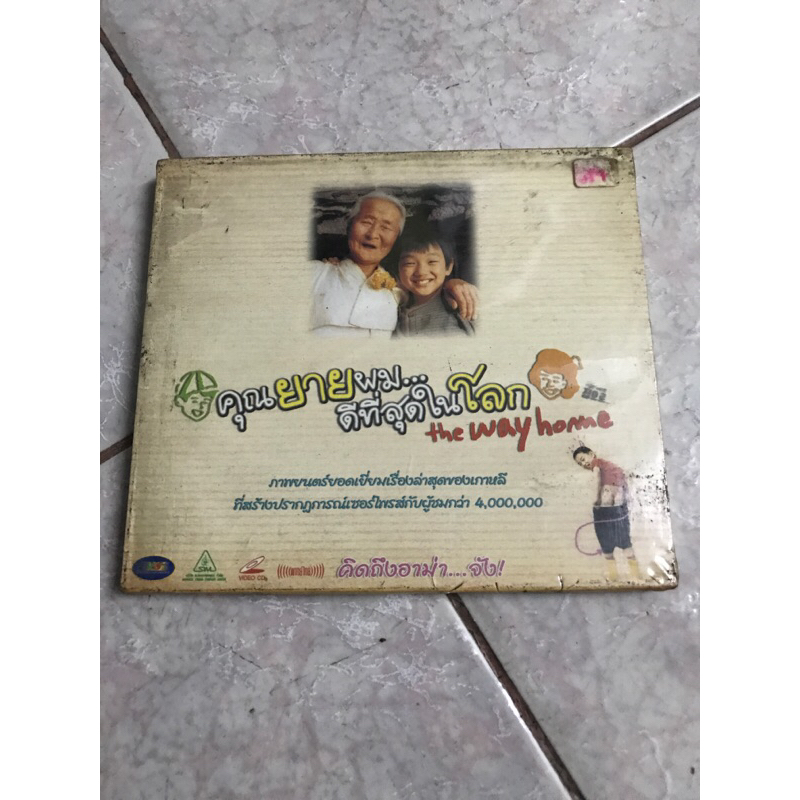 คุณยายผม...
ดีที่สุดในโลก
the way home
ภาพยนตร์ยอดเยี่ยมเรื่องล่าสุดของเกาหลี
ที่สร้างปรากฏการณ์เซอร์ไพรส์กับผู้ชมกว่า 4,000,000
VIDEO CD
คิดถึงอาม่า....จัง!